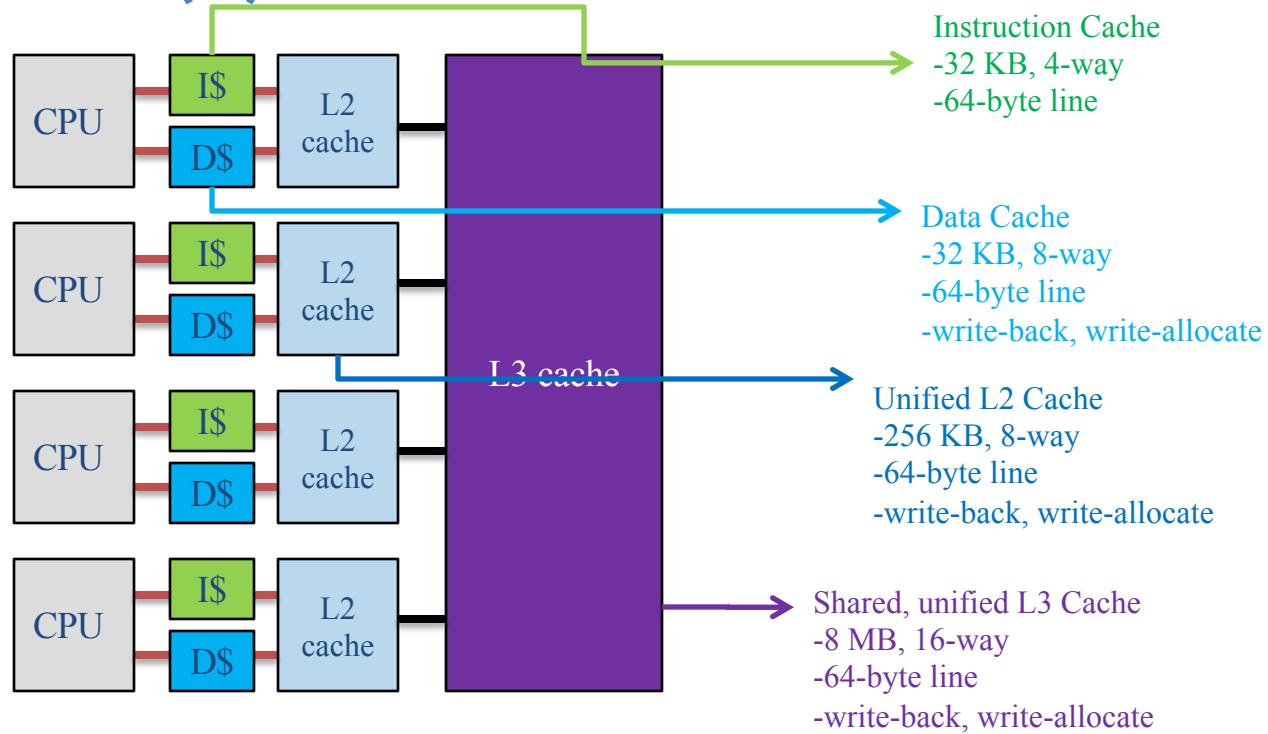 CPU
I$
D$
L2
cache
CPU
I$
D$
L2
cache
CPU
I$
D$
L2
cache
CPU
I$
D$
L2
cache
L3 cache
Instruction Cache
-32 KB, 4-way
-64-byte line
Data Cache
-32 KB, 8-way
-64-byte line
-write-back, write-allocate
Unified L2 Cache
-256 KB, 8-way
-64-byte line
-write-back, write-allocate
Shared, unified L3 Cache
-8 MB, 16-way
-64-byte line
-write-back, write-allocate